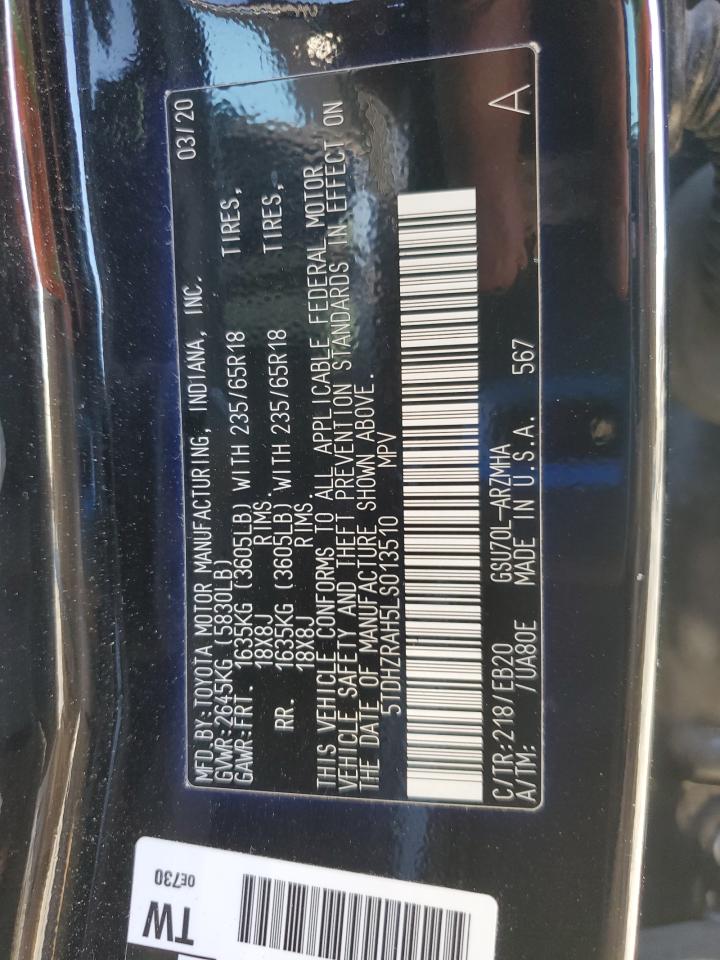 MFD.BY:TOYOTA MOTOR MANUFACTURING, INDIANA, INC. 03/20
GVWR:2645KG (5830LB)
GAWR:FRT. 1635KG (3605LB) WITH 235/65R18 TIRES,
18X8J RIMS.
RR. 1635KG (3605LB) WITH 235/65R18 TIRES,
18X8J RIMS.
THIS VEHICLE CONFORMS TO ALL APPLICABLE FEDERAL MOTOR
VEHICLE SAFETY AND THEFT PREVENTION STANDARDS IN EFFECT ON
THE DATE OF MANUFACTURE SHOWN ABOVE.
5TDHZRAH5LS013510 MPV
C/TR:218/EB20 GSU70L-ARZMHA A
A/TM: /UA80E MADE IN U.S.A. 567
TW
0E730